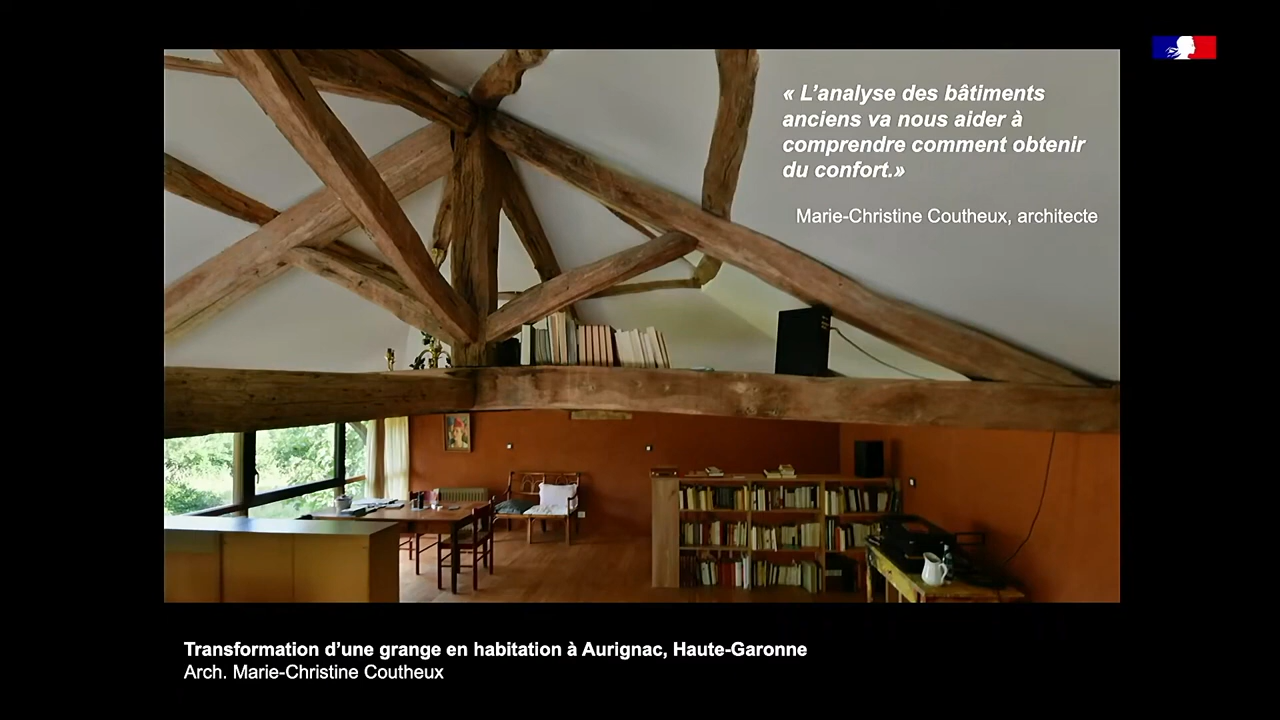 « L’analyse des bâtiments
anciens va nous aider à
comprendre comment obtenir
du confort.»
Marie-Christine Coutheux, architecte
Transformation d’une grange en habitation à Aurignac, Haute-Garonne
Arch. Marie-Christine Coutheux